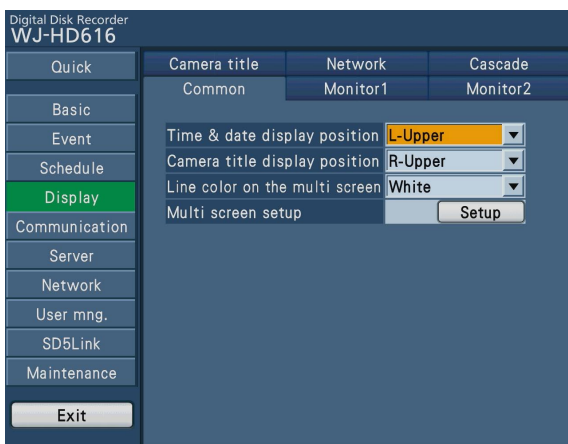 Digital Disk Recorder
WJ-HD616
Quick
Basic
Event
Schedule
Display
Communication
Server
Network
User mng.
SD5Link
Maintenance
Exit
Camera title Network Cascade
Common Monitor1 Monitor2
Time & date display position L-Upper
Camera title display position R-Upper
Line color on the multi screen White
Multi screen setup Setup